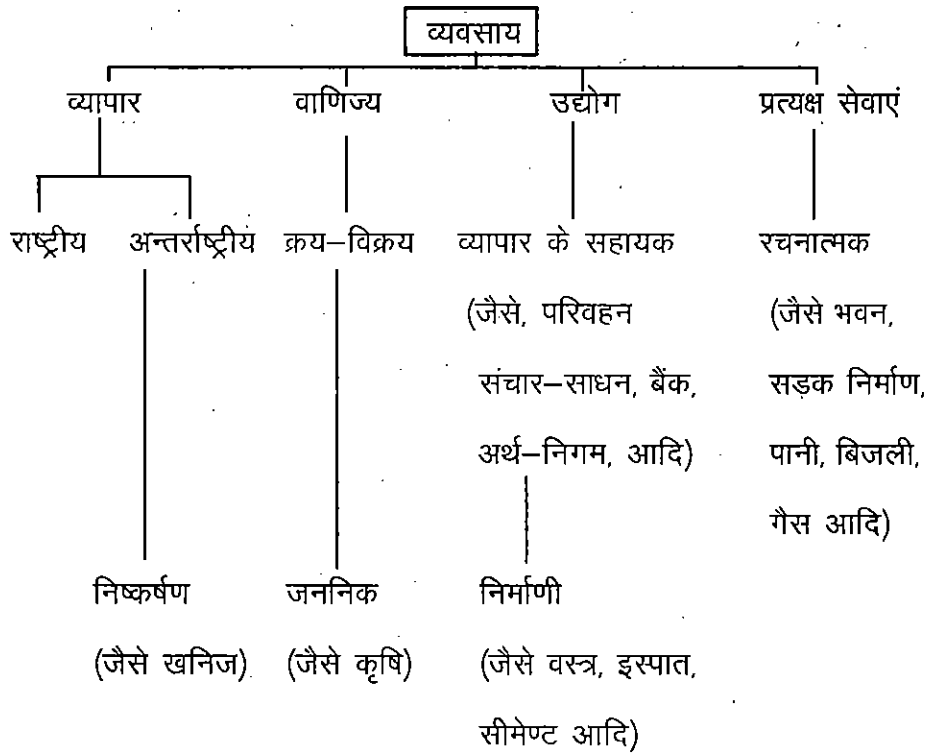 व्यवसाय
व्यापार वाणिज्य उद्योग प्रत्यक्ष सेवाएं
राष्ट्रीय अन्तर्राष्ट्रीय क्रय–विक्रय व्यापार के सहायक रचनात्मक
(जैसे, परिवहन (जैसे भवन,
संचार–साधन, बैंक, सड़क निर्माण,
अर्थ–निगम, आदि) पानी, बिजली,
गैस आदि)
निष्कर्षण जननिक निर्माणी
(जैसे खनिज) (जैसे कृषि) (जैसे वस्त्र, इस्पात,
सीमेण्ट आदि)